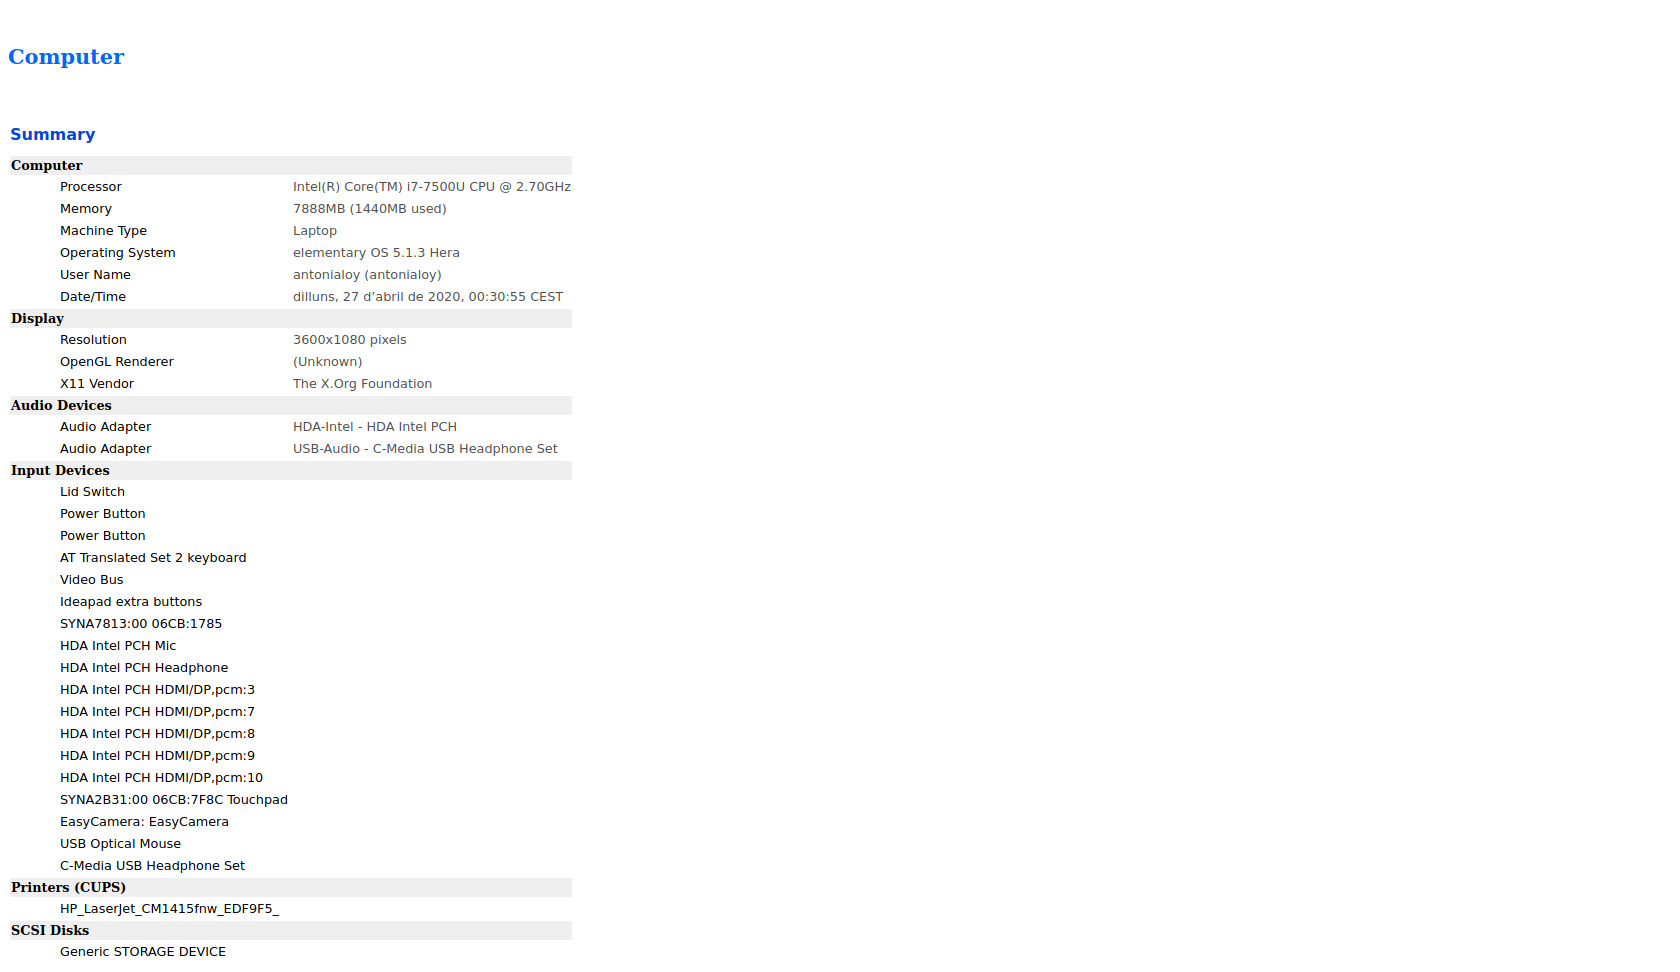 Computer
Summary
Computer
Processor Intel(R) Core(TM) i7-7500U CPU @ 2.70GHz
Memory 7888MB (1440MB used)
Machine Type Laptop
Operating System elementary OS 5.1.3 Hera
User Name antonialoy (antonialoy)
Date/Time dilluns, 27 d’abril de 2020, 00:30:55 CEST
Display
Resolution 3600x1080 pixels
OpenGL Renderer (Unknown)
X11 Vendor The X.Org Foundation
Audio Devices
Audio Adapter HDA-Intel - HDA Intel PCH
Audio Adapter USB-Audio - C-Media USB Headphone Set
Input Devices
Lid Switch
Power Button
Power Button
AT Translated Set 2 keyboard
Video Bus
Ideapad extra buttons
SYNA7813:00 06CB:1785
HDA Intel PCH Mic
HDA Intel PCH Headphone
HDA Intel PCH HDMI/DP,pcm:3
HDA Intel PCH HDMI/DP,pcm:7
HDA Intel PCH HDMI/DP,pcm:8
HDA Intel PCH HDMI/DP,pcm:9
HDA Intel PCH HDMI/DP,pcm:10
SYNA2B31:00 06CB:7F8C Touchpad
EasyCamera: EasyCamera
USB Optical Mouse
C-Media USB Headphone Set
Printers (CUPS)
HP_LaserJet_CM1415fnw_EDF9F5_
SCSI Disks
Generic STORAGE DEVICE